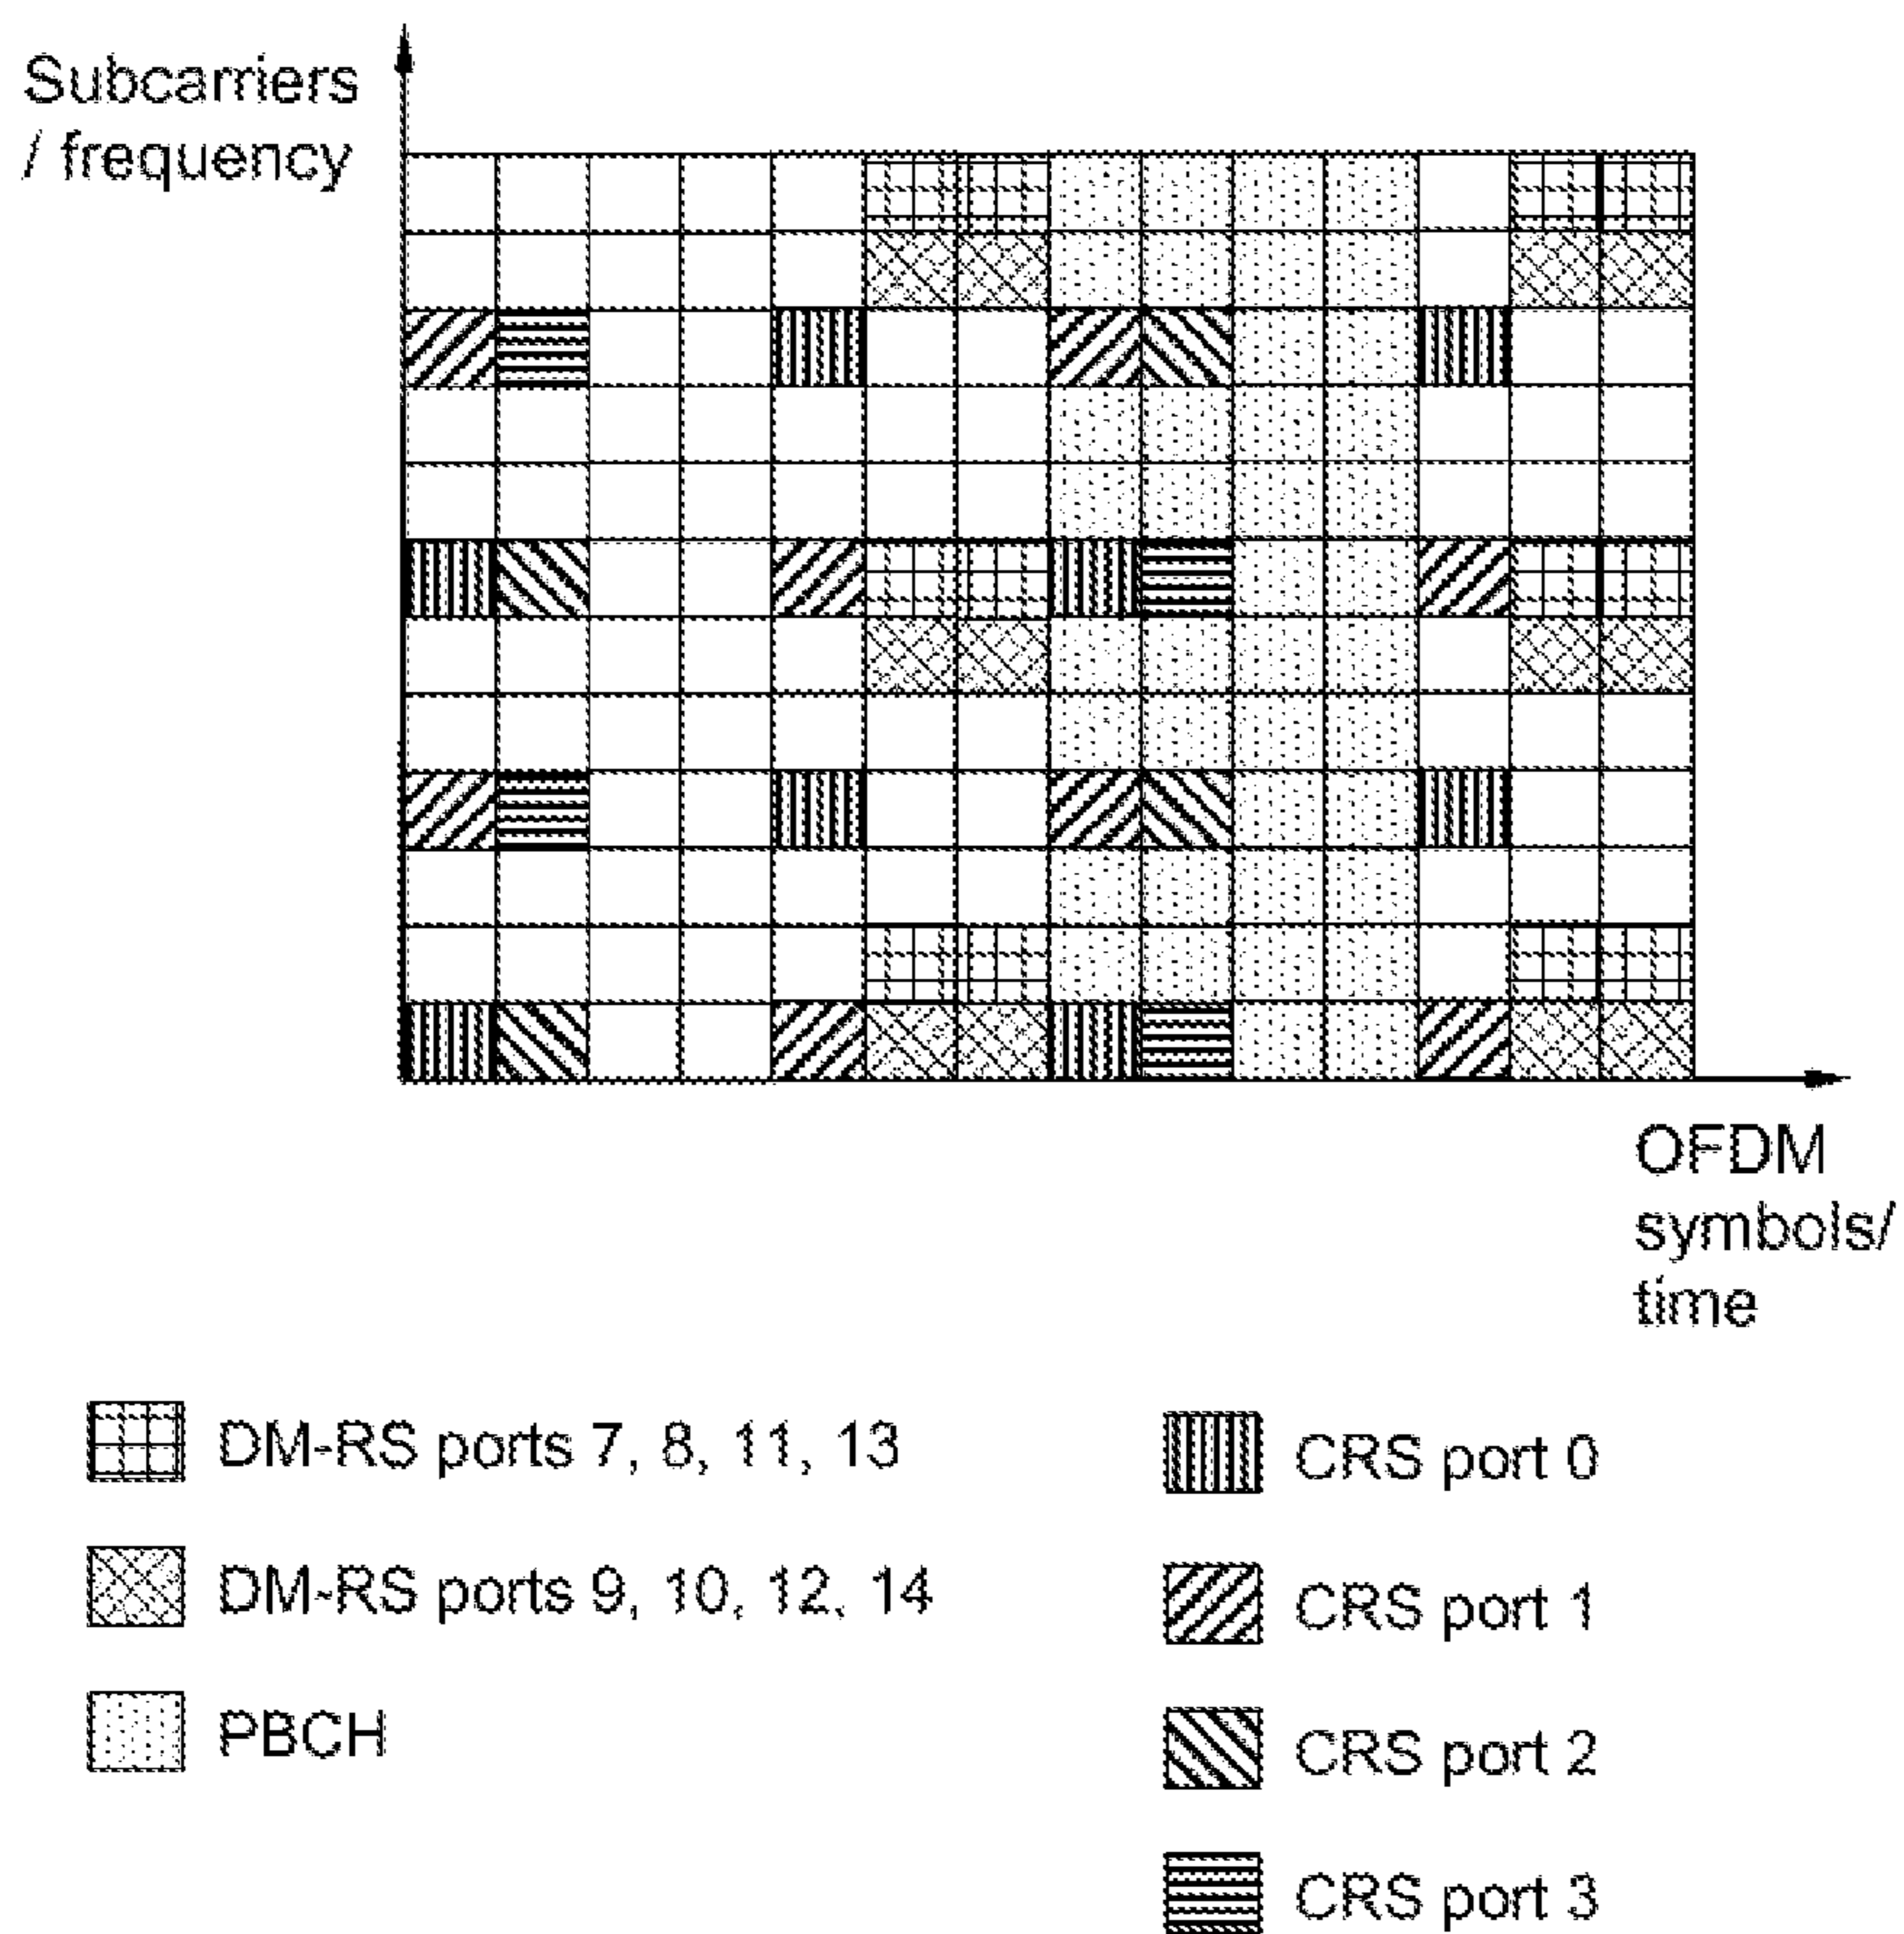 Subcarriers
/ frequency
OFDM
symbols/
time
DM-RS ports 7, 8, 11, 13
DM-RS ports 9, 10, 12, 14
PBCH
CRS port 0
CRS port 1
CRS port 2
CRS port 3